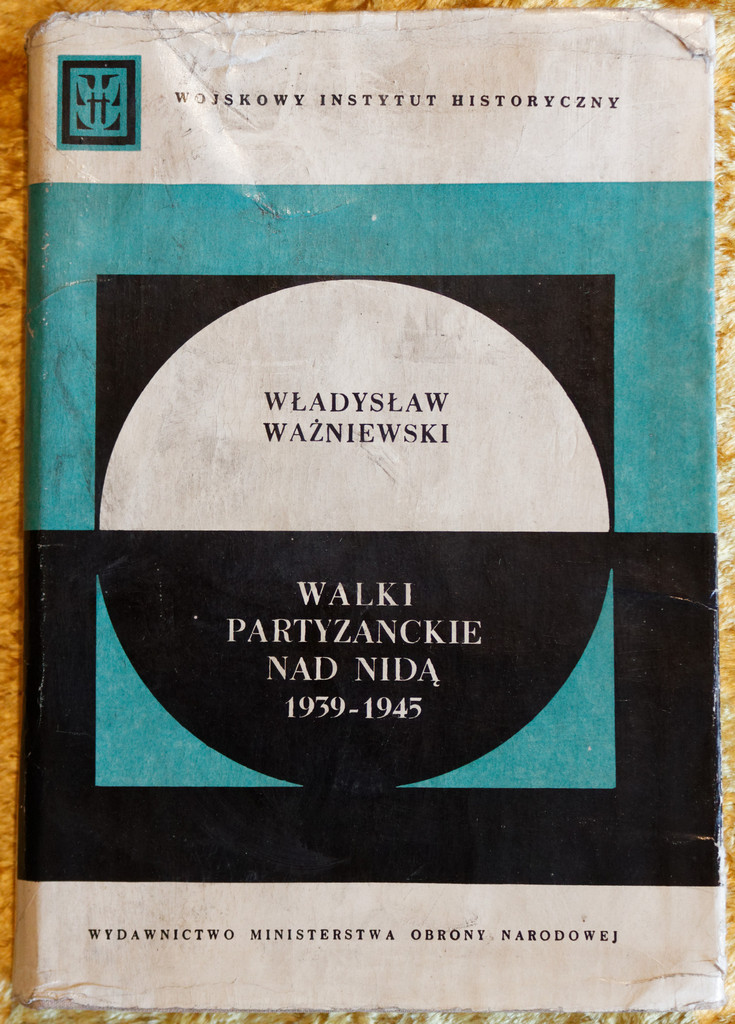 WOJSKOWY INSTYTUT HISTORYCZNY
WŁADYSŁAW
WAŻNIEWSKI
WALKI
PARTYZANCKIE
NAD NIDĄ
1939-1945
WYDAWNICTWO MINISTERSTWA OBRONY NARODOWEJ